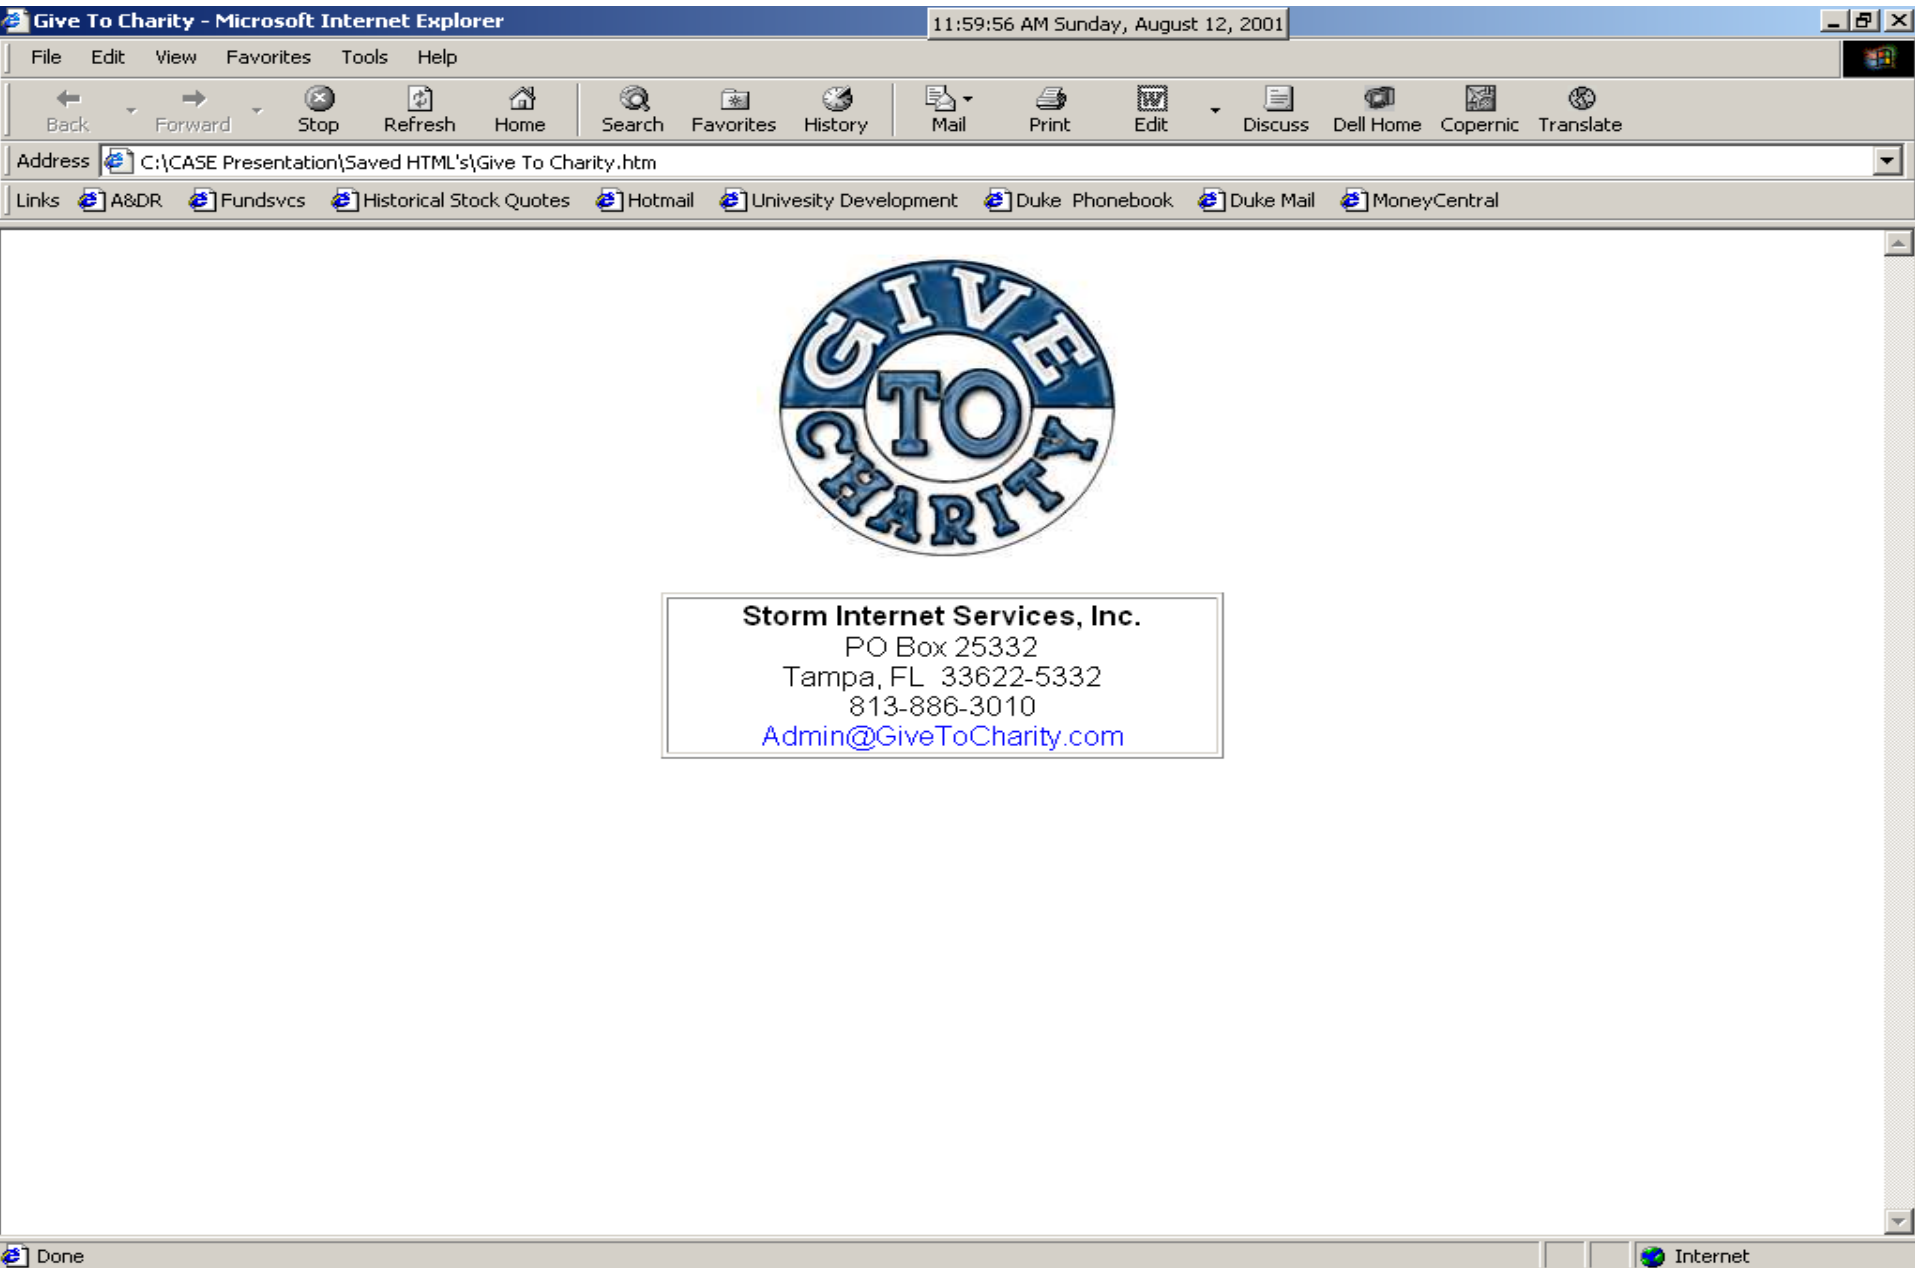 Give To Charity - Microsoft Internet Explorer
11:59:56 AM Sunday, August 12, 2001
File Edit View Favorites Tools Help
Back Forward Stop Refresh Home Search Favorites History Mail Print Edit Discuss Dell Home Copernic Translate
Address C:\CASE Presentation\Saved HTML's\Give To Charity.htm
Links A&DR Fundsvcs Historical Stock Quotes Hotmail Univesity Development Duke Phonebook Duke Mail MoneyCentral
GIVE
TO
CHARITY
Storm Internet Services, Inc.
PO Box 25332
Tampa, FL 33622-5332
813-886-3010
Admin@GiveToCharity.com
Done Internet